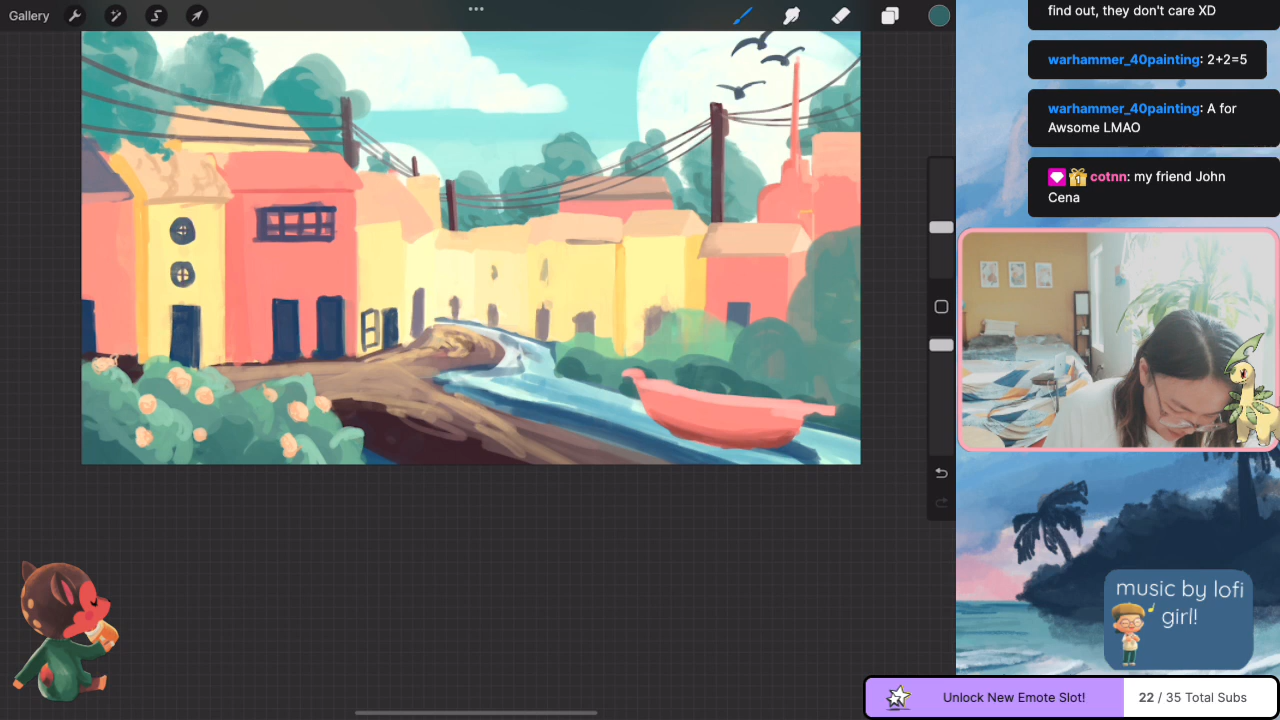 Gallery
find out, they don't care XD
warhammer_40painting: 2+2=5
warhammer_40painting: A for
Awsome LMAO
cotnn: my friend John
Cena
music by lofi
girl!
Unlock New Emote Slot!
22 / 35 Total Subs